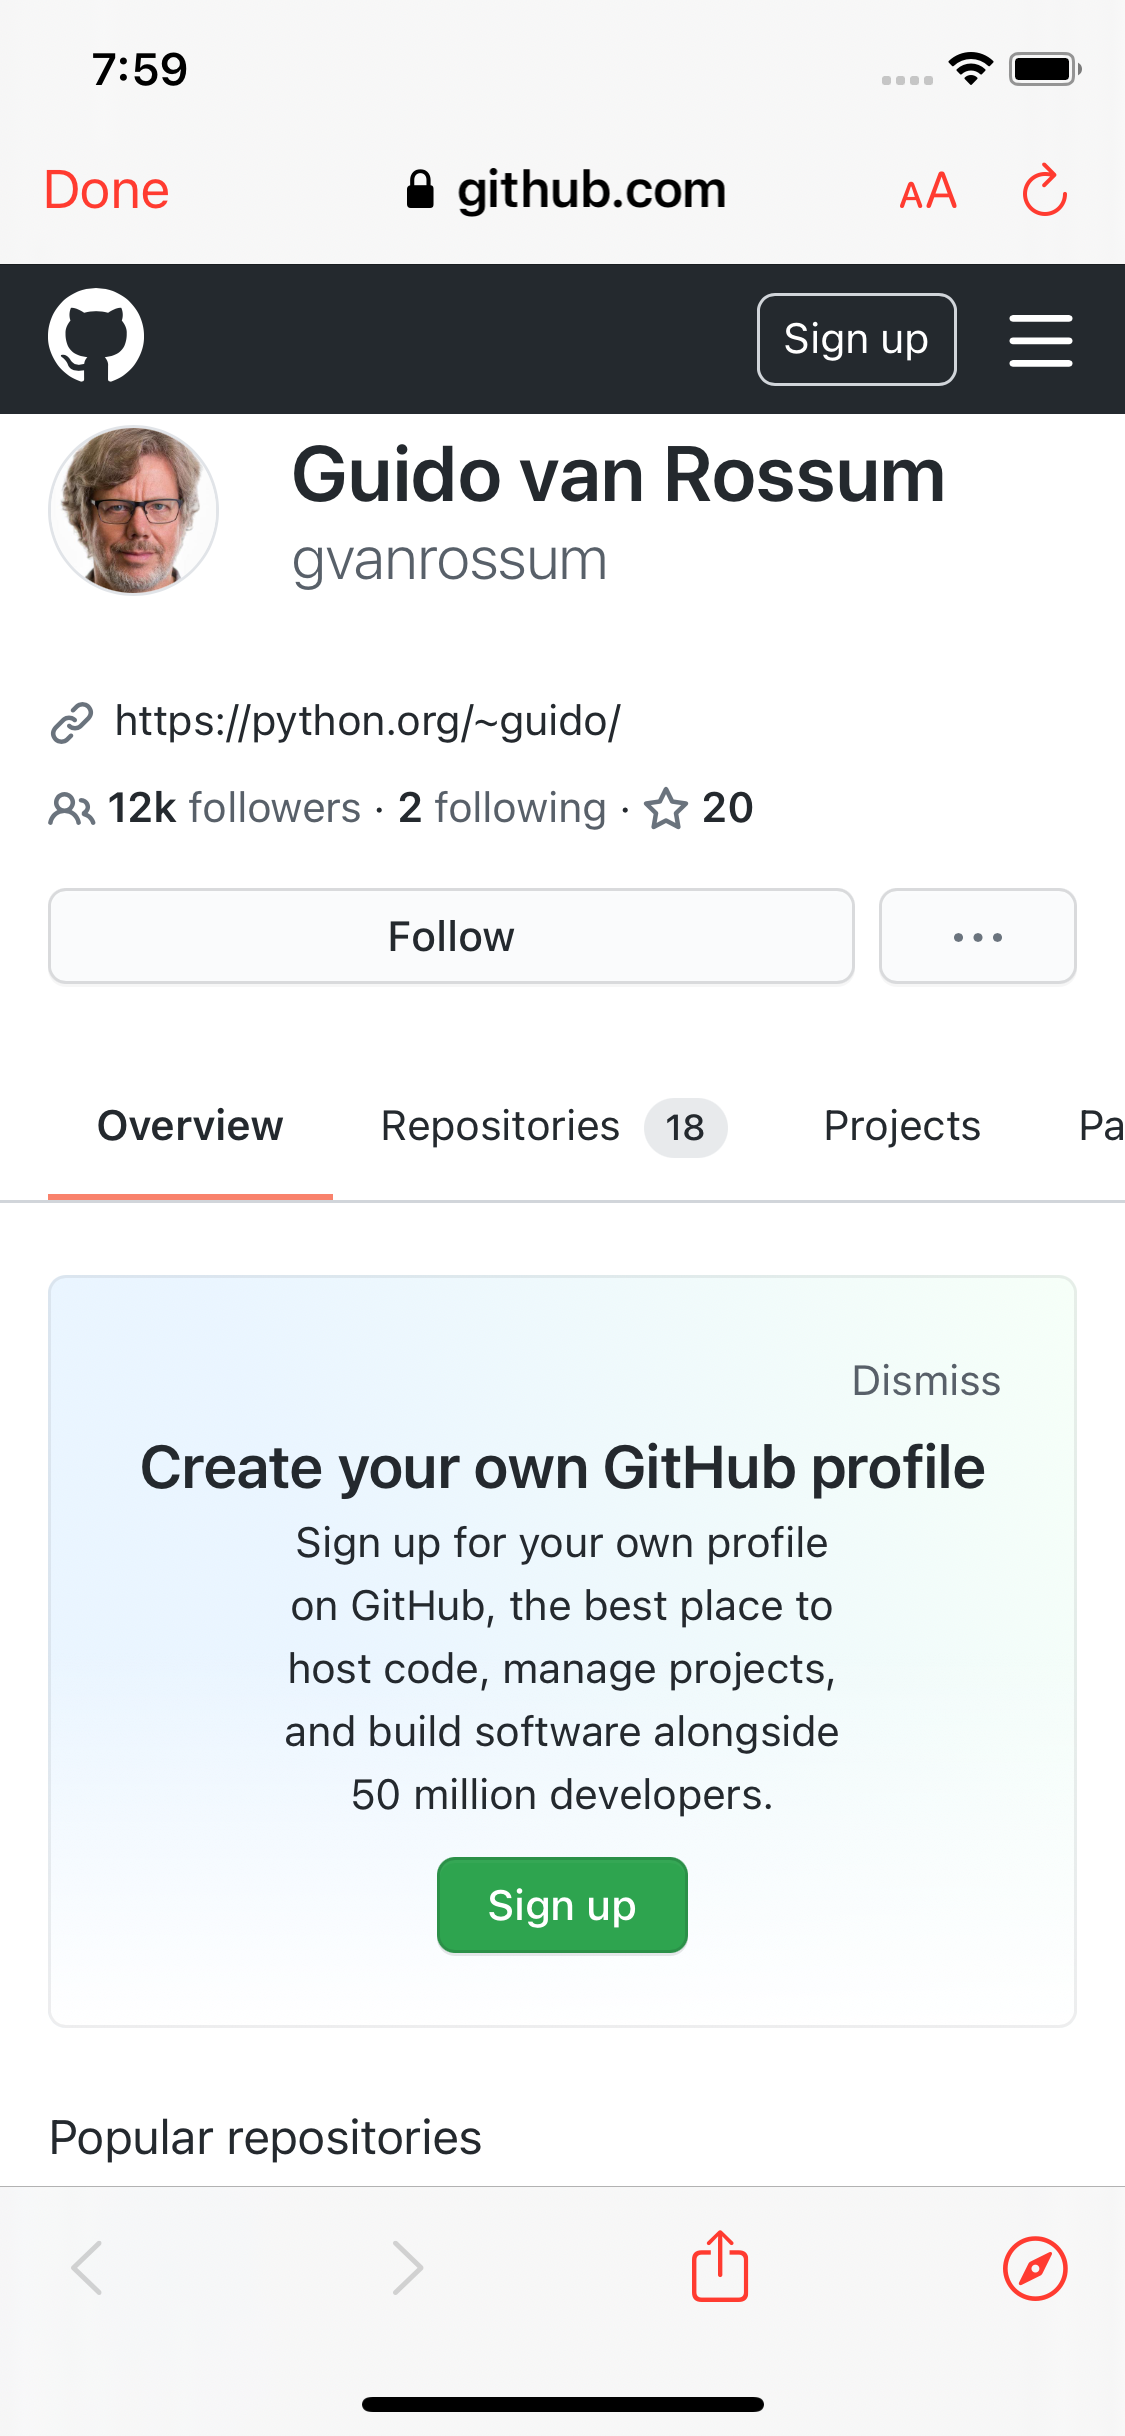 7:59
Done
github.com
AA
Sign up
Guido van Rossum
gvanrossum
https://python.org/~guido/
12k followers · 2 following · 20
Follow
...
Overview
Repositories 18
Projects
Pa
Dismiss
Create your own GitHub profile
Sign up for your own profile
on GitHub, the best place to
host code, manage projects,
and build software alongside
50 million developers.
Sign up
Popular repositories